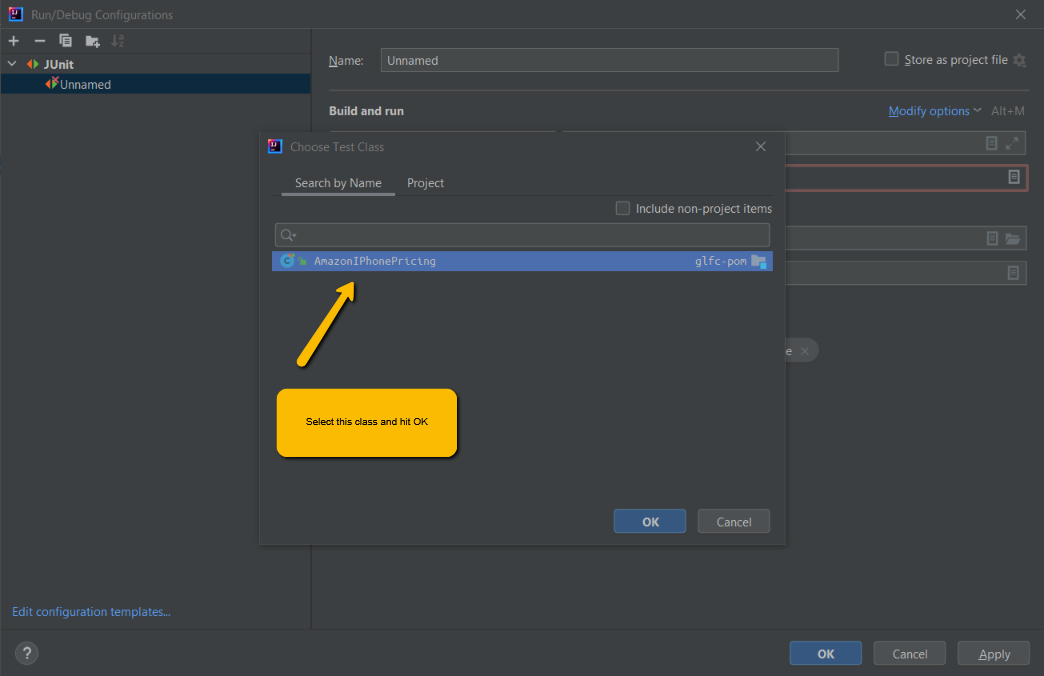 Run/Debug Configurations
JUnit
Unnamed
Name:
Unnamed
Store as project file
Build and run
Modify options
Alt+M
Choose Test Class
Search by Name
Project
Include non-project items
AmazonIPhonePricing
glfc-pom
e
Select this class and hit OK
OK
Cancel
Edit configuration templates...
?
OK
Cancel
Apply